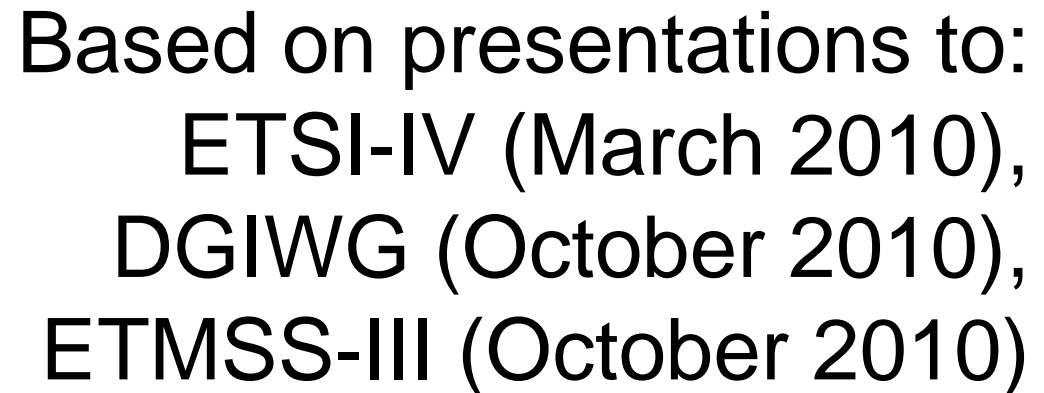 Based on presentations to:
ETSI-IV (March 2010),
DGIWG (October 2010),
ETMSS-III (October 2010)